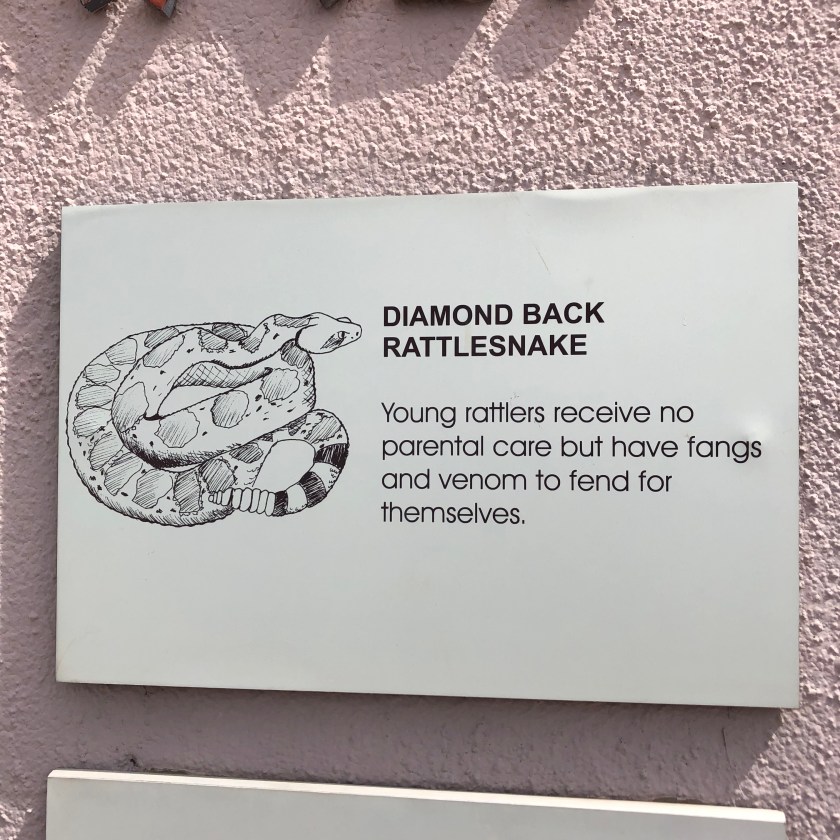 DIAMOND BACK
RATTLESNAKE
Young rattlers receive no
parental care but have fangs
and venom to fend for
themselves.